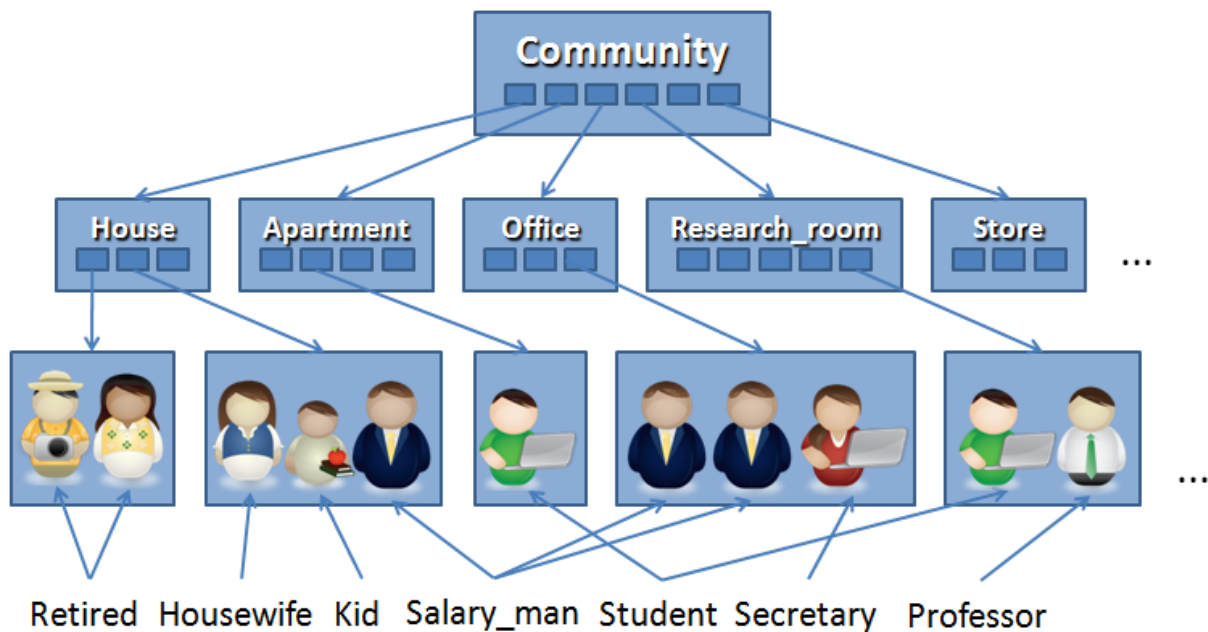 Community
House Apartment Office Research_room Store ...
...
Retired Housewife Kid Salary_man Student Secretary Professor